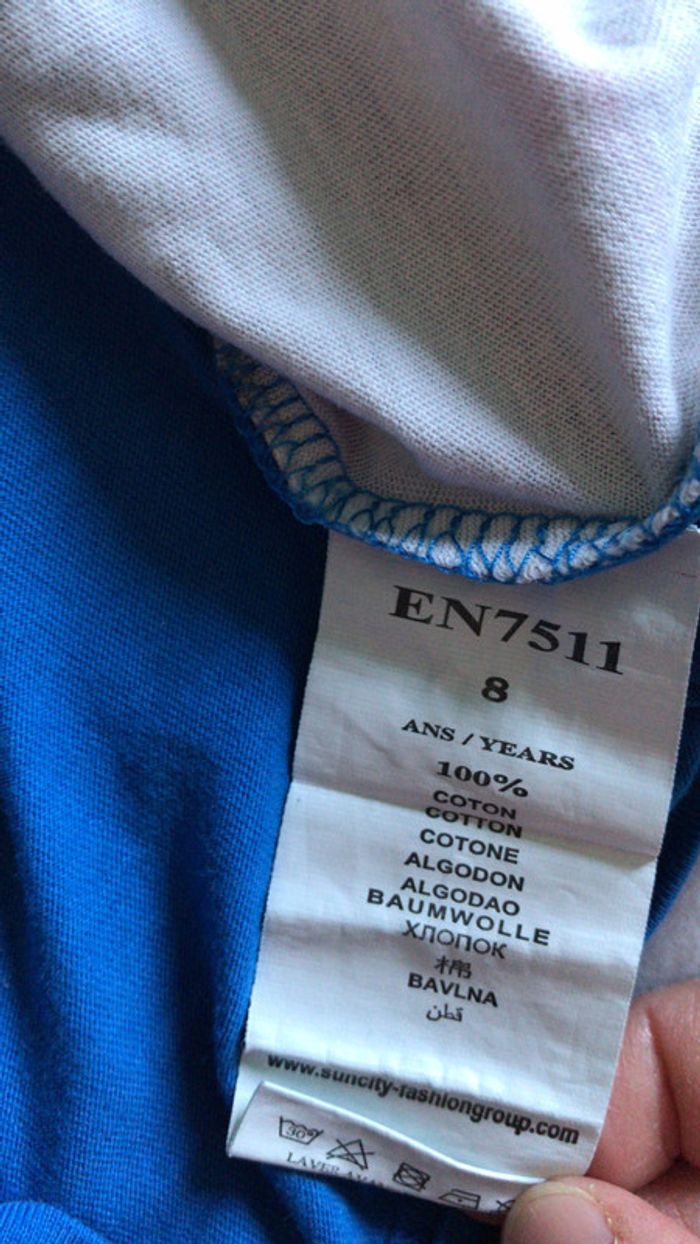 EN7511
8
ANS / YEARS
100%
COTON
COTTON
COTONE
ALGODON
ALGODAO
BAUMWOLLE
ХЛОПОК
棉
BAVLNA
قطن
www.suncity-fashiongroup.com
30°
LAVER